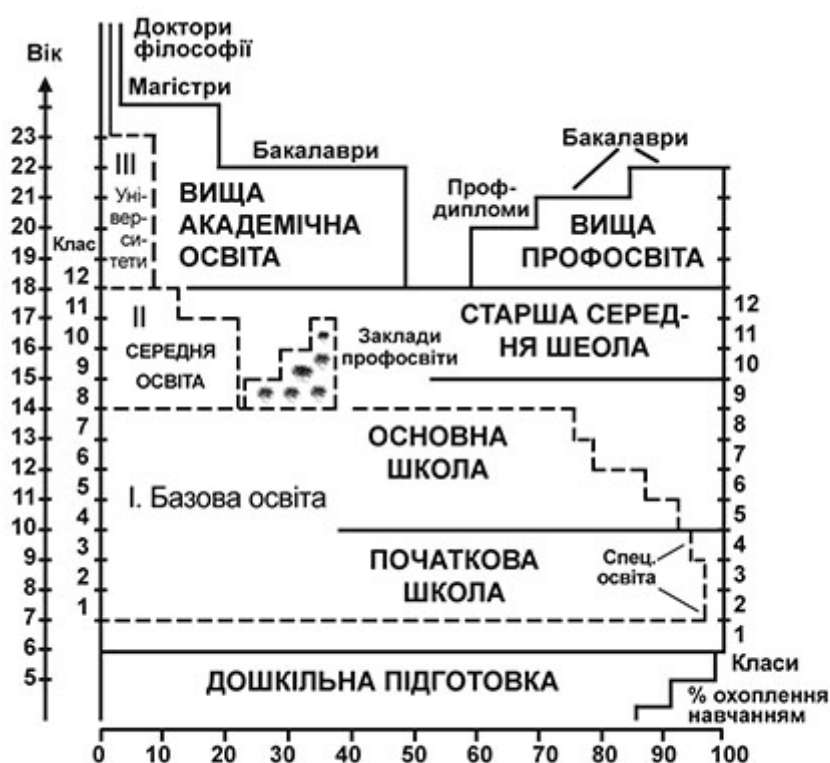 Доктори
філософії
Вік
Магістри
Бакалаври
Бакалаври
Проф-
дипломи
III
Уні-
вер-
си-
тети
ВИЩА
АКАДЕМІЧНА
ОСВІТА
ВИЩА
ПРОФОСВІТА
Клас
23
22
21
20
19
18
17
16
15
14
13
12
11
10
9
8
7
6
5
12
11
10
9
8
7
6
5
4
3
2
1
II
СЕРЕДНЯ
ОСВІТА
Заклади
профосвіти
СТАРША СЕРЕД-
НЯ ШЕОЛА
ОСНОВНА
ШКОЛА
І. Базова освіта
ПОЧАТКОВА
ШКОЛА
Спец.
освіта
12
11
10
9
8
7
6
5
4
3
2
1
Класи
ДОШКІЛЬНА ПІДГОТОВКА
% охоплення
навчанням
0 10 20 30 40 50 60 70 80 90 100